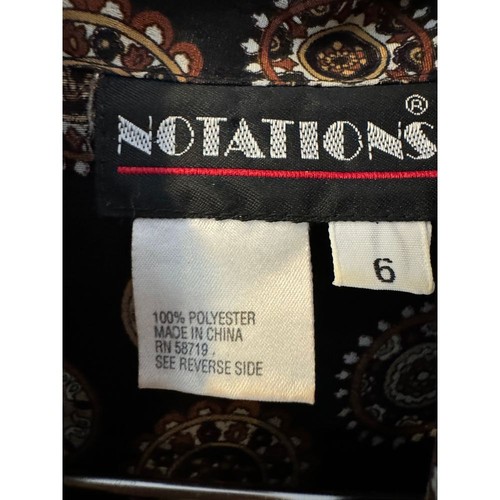 NOTATIONS®
6
100% POLYESTER
MADE IN CHINA
RN 58719
SEE REVERSE SIDE